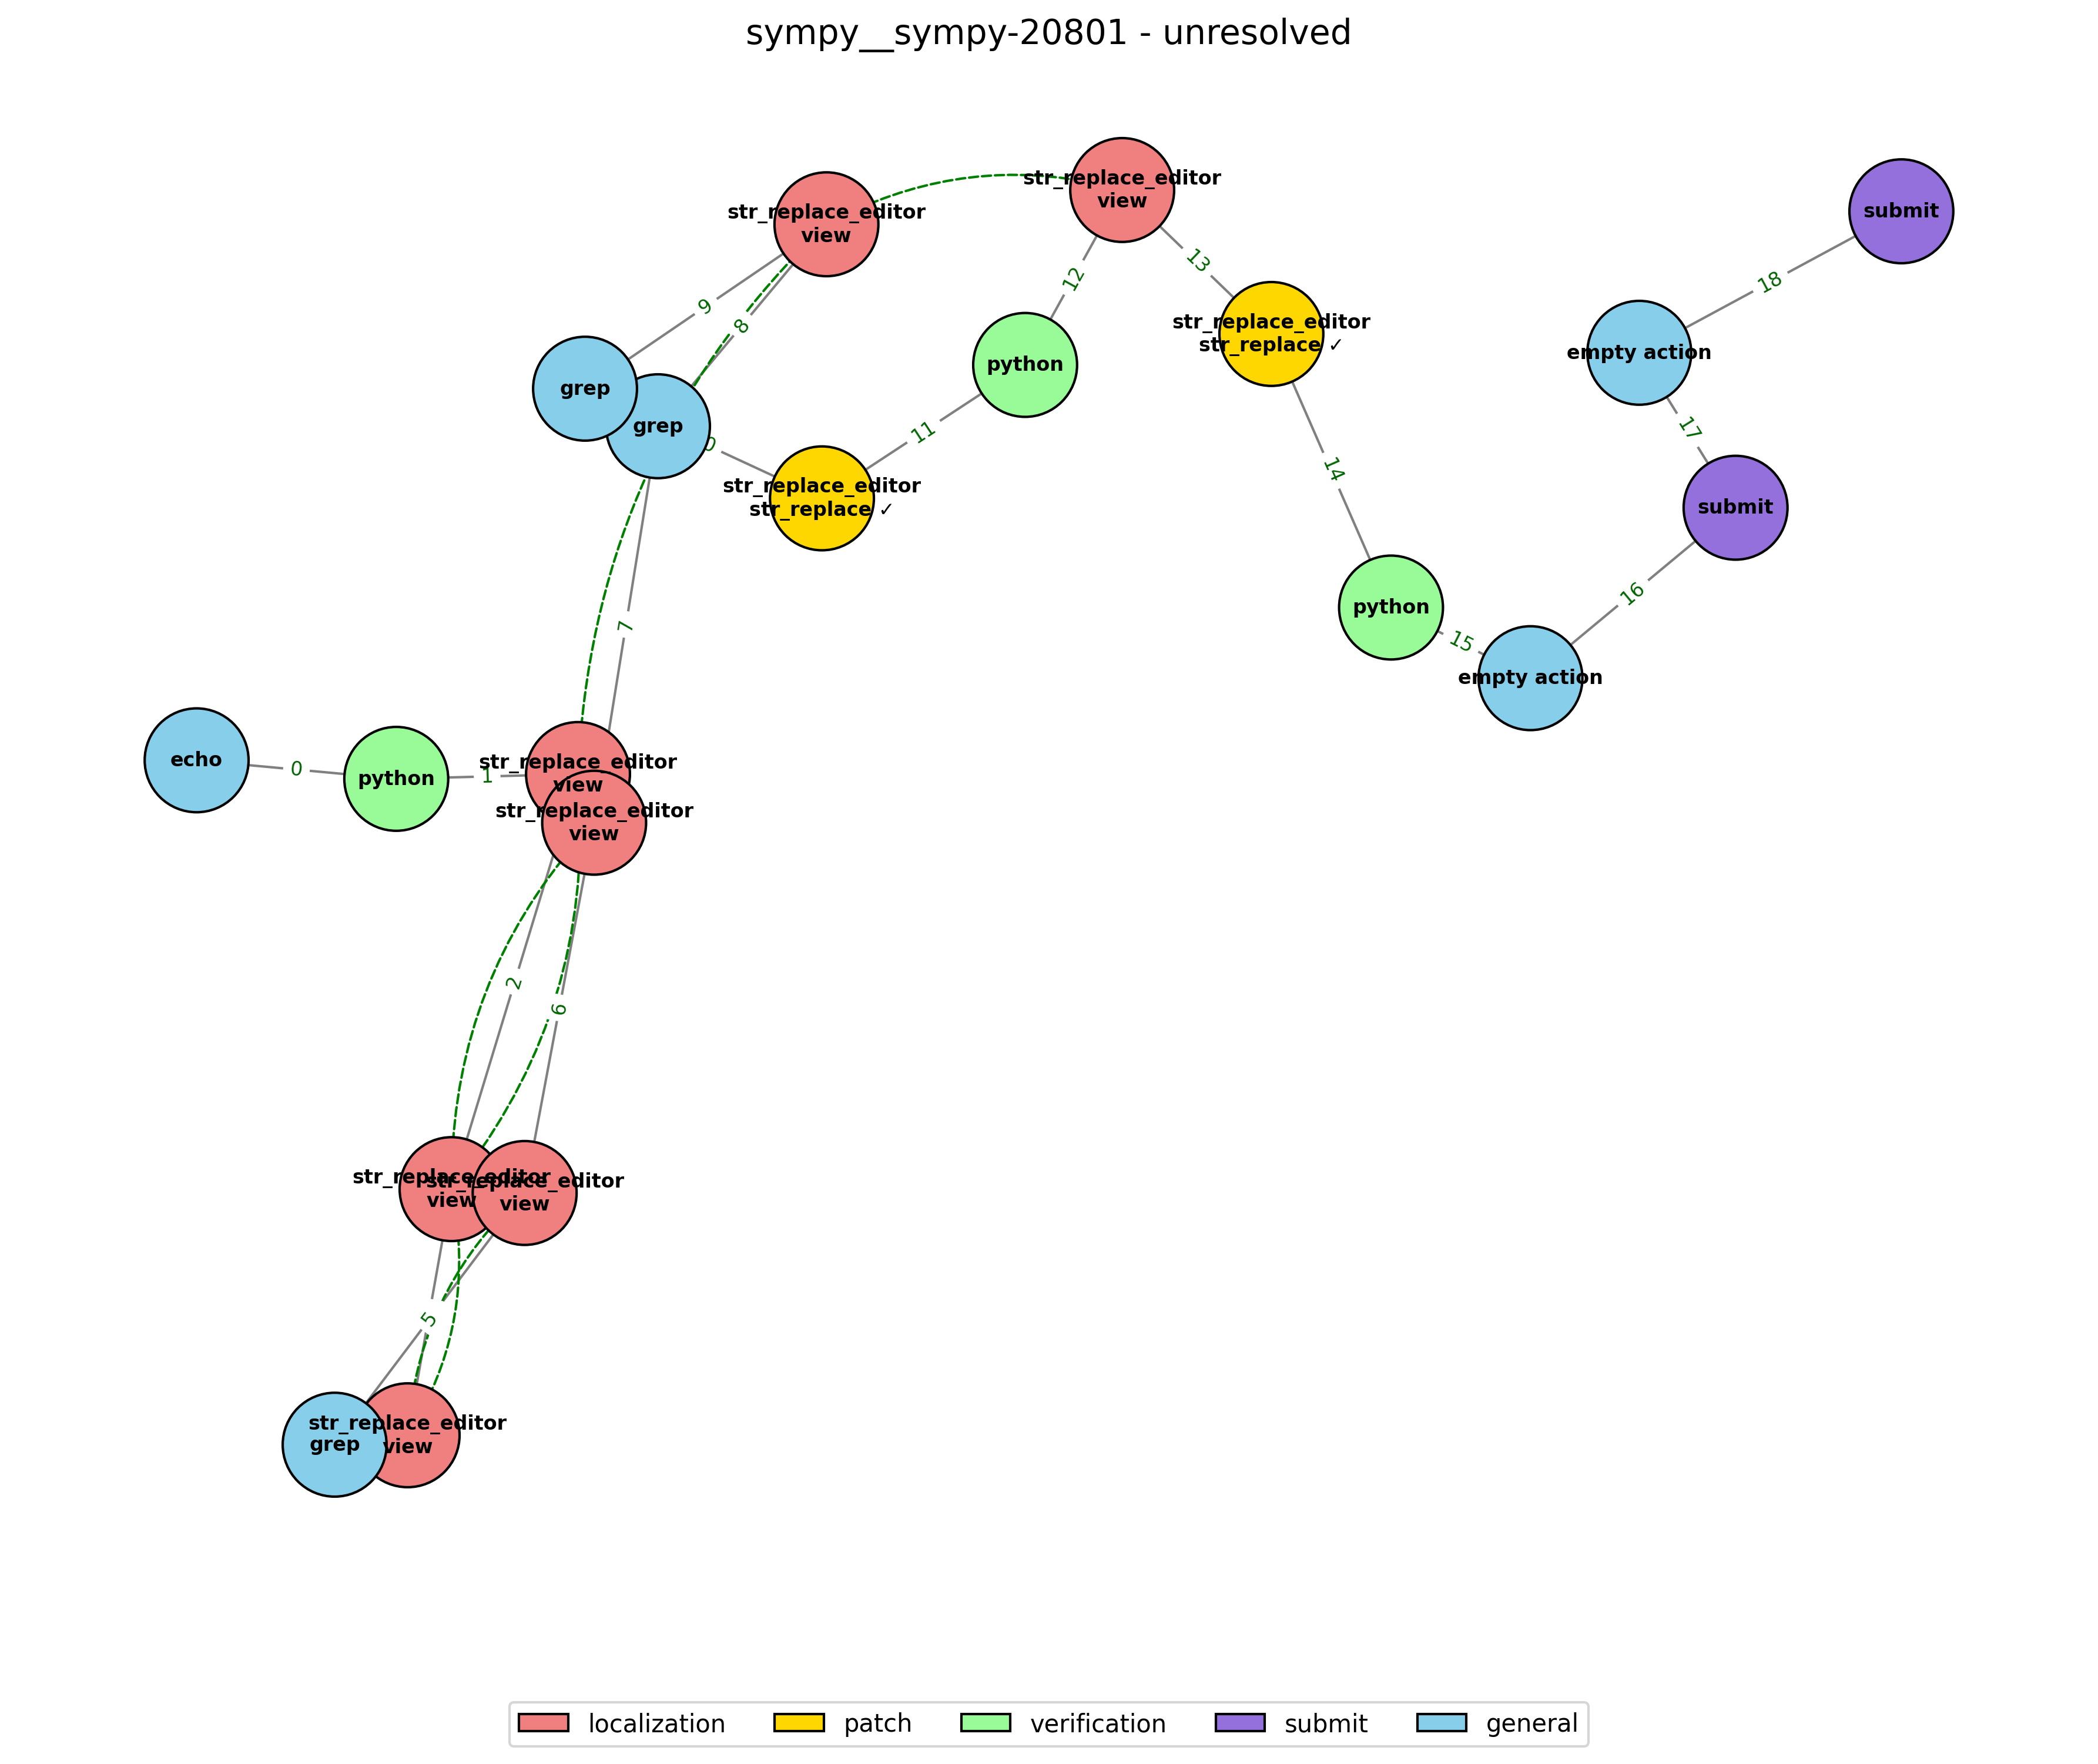 sympy__sympy-20801 - unresolved
str_replace_editor
view
str_replace_editor
view
submit
18
13
12
9
8
str_replace_editor
str_replace ✓
empty action
python
grep
grep
17
11
0
14
str_replace_editor
str_replace ✓
submit
16
python
15
empty action
7
echo
0
python
1
str_replace_editor
view
str_replace_editor
view
2
6
str_replace_editor
view
str_replace_editor
view
5
str_replace_editor
view
grep
localization
patch
verification
submit
general